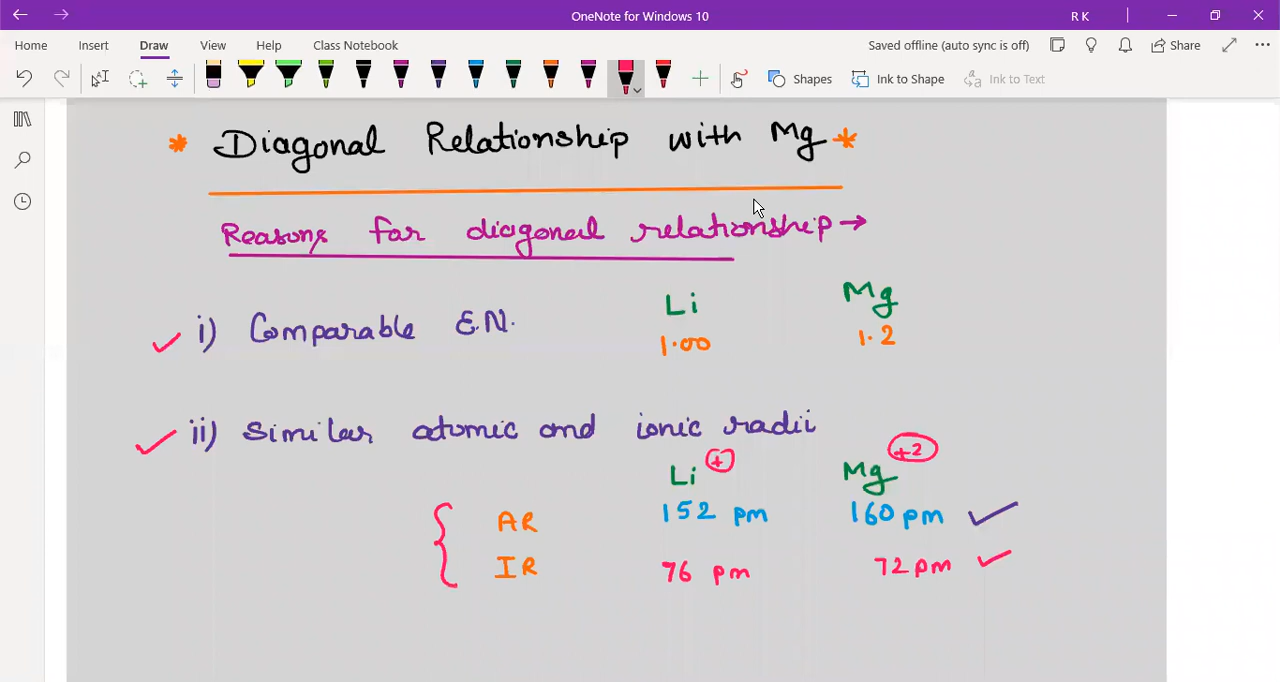 OneNote for Windows 10
R K
Home Insert Draw View Help Class Notebook
Saved offline (auto sync is off) Share
Shapes Ink to Shape Ink to Text
* Diagonal Relationship with Mg *
Reasons for diagonal relationship →
i) Comparable E.N. Li Mg
1.00 1.2
ii) Similar atomic and ionic radii
Li + Mg +2
AR 152 pm 160 pm
IR 76 pm 72 pm